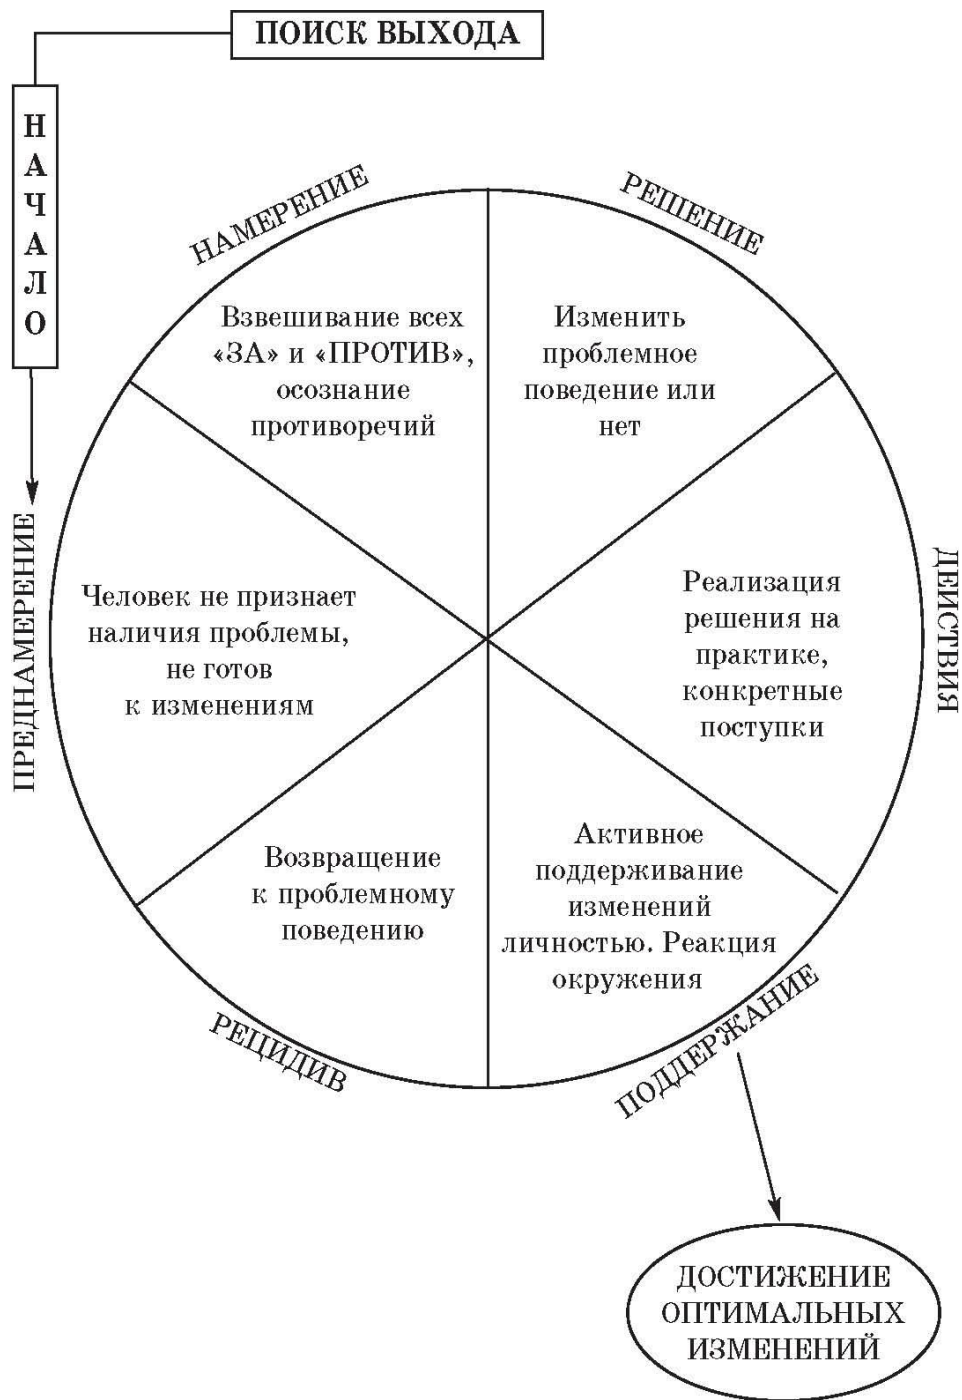 ПОИСК ВЫХОДА
НАЧАЛО
НАМЕРЕНИЕ
РЕШЕНИЕ
Взвешивание всех
«ЗА» и «ПРОТИВ»,
осознание
противоречий
Изменить
проблемное
поведение или
нет
ПРЕДНАМЕРЕНИЕ
Человек не признает
наличия проблемы,
не готов
к изменениям
Реализация
решения на
практике,
конкретные
поступки
ДЕЙСТВИЯ
Возвращение
к проблемному
поведению
Активное
поддерживание
изменений
личностью. Реакция
окружения
РЕЦИДИВ
ПОДДЕРЖАНИЕ
ДОСТИЖЕНИЕ
ОПТИМАЛЬНЫХ
ИЗМЕНЕНИЙ